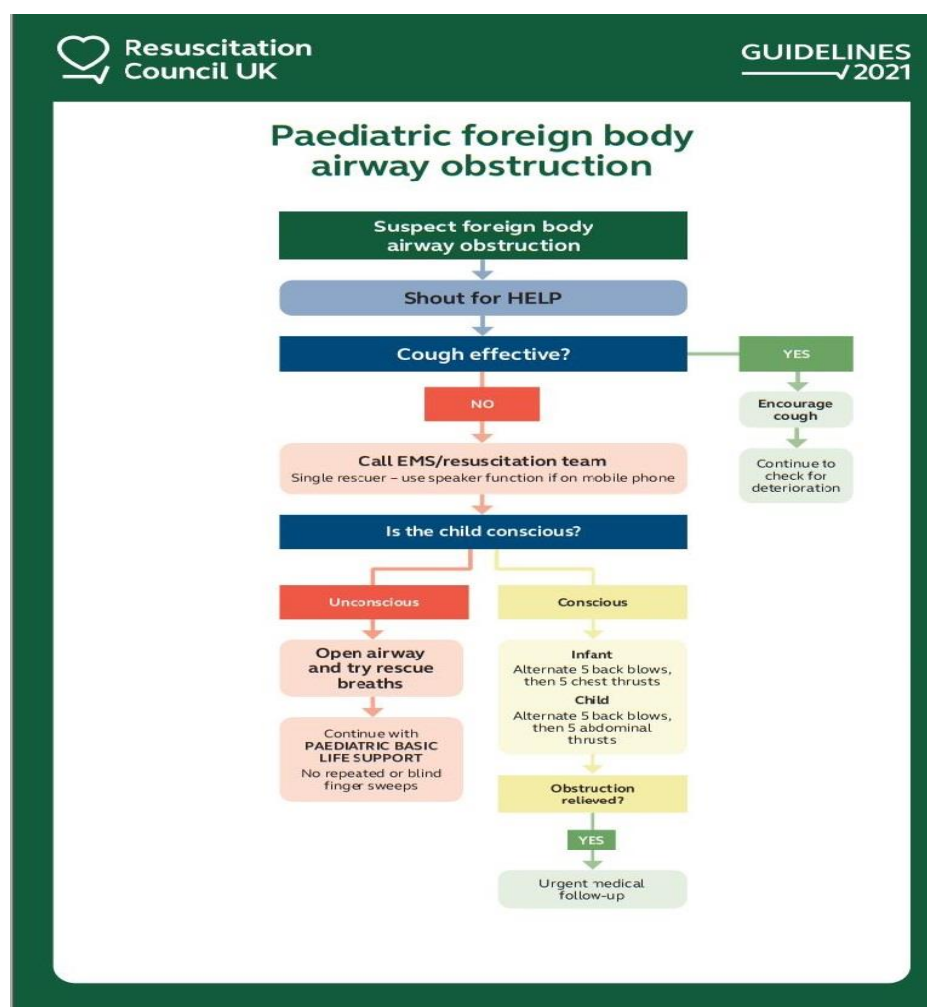 Resuscitation
Council UK
GUIDELINES
2021
Paediatric foreign body
airway obstruction
Suspect foreign body
airway obstruction
Shout for HELP
Cough effective?
YES
Encourage
cough
Continue to
check for
deterioration
NO
Call EMS/resuscitation team
Single rescuer – use speaker function if on mobile phone
Is the child conscious?
Unconscious
Open airway
and try rescue
breaths
Continue with
PAEDIATRIC BASIC
LIFE SUPPORT
No repeated or blind
finger sweeps
Conscious
Infant
Alternate 5 back blows,
then 5 chest thrusts
Child
Alternate 5 back blows,
then 5 abdominal
thrusts
Obstruction
relieved?
YES
Urgent medical
follow-up